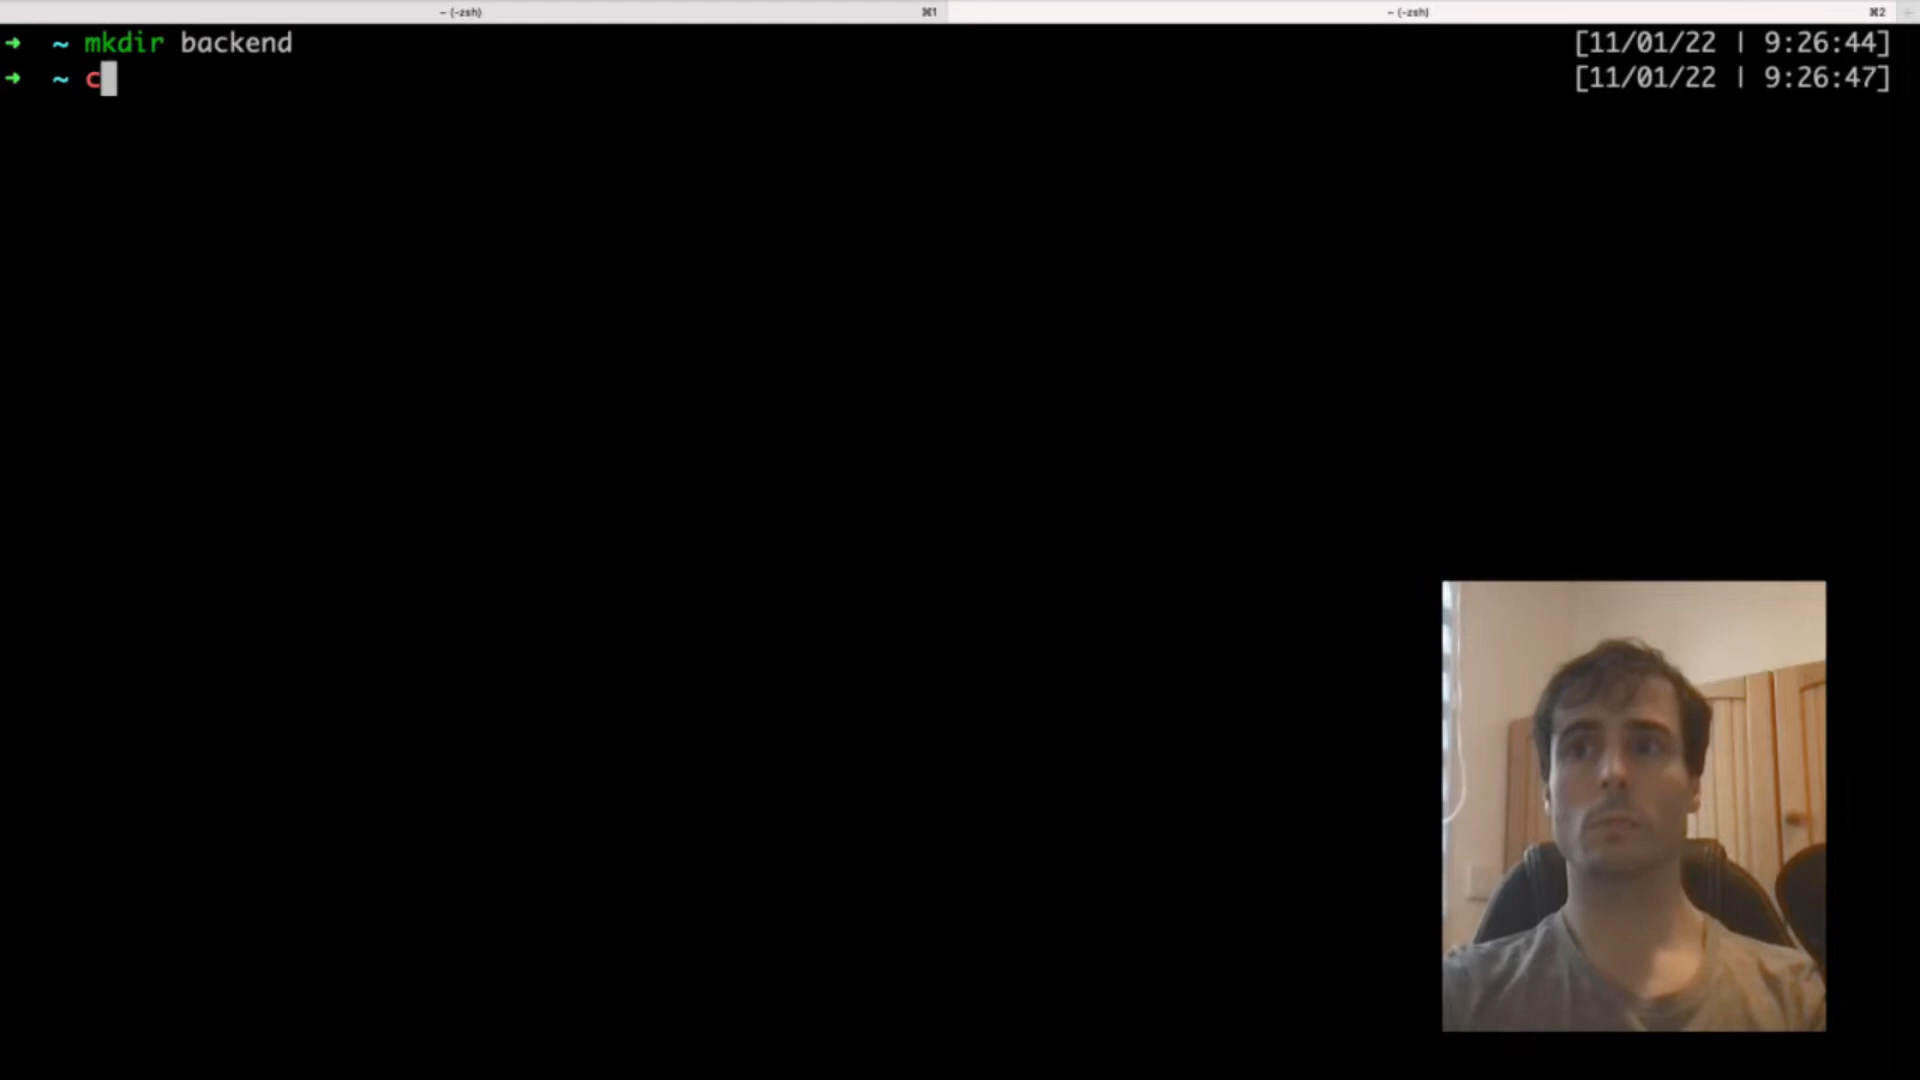 ~ (-zsh) ⌘1 ~ (-zsh) ⌘2
➜ ~ mkdir backend [11/01/22 | 9:26:44]
➜ ~ c [11/01/22 | 9:26:47]